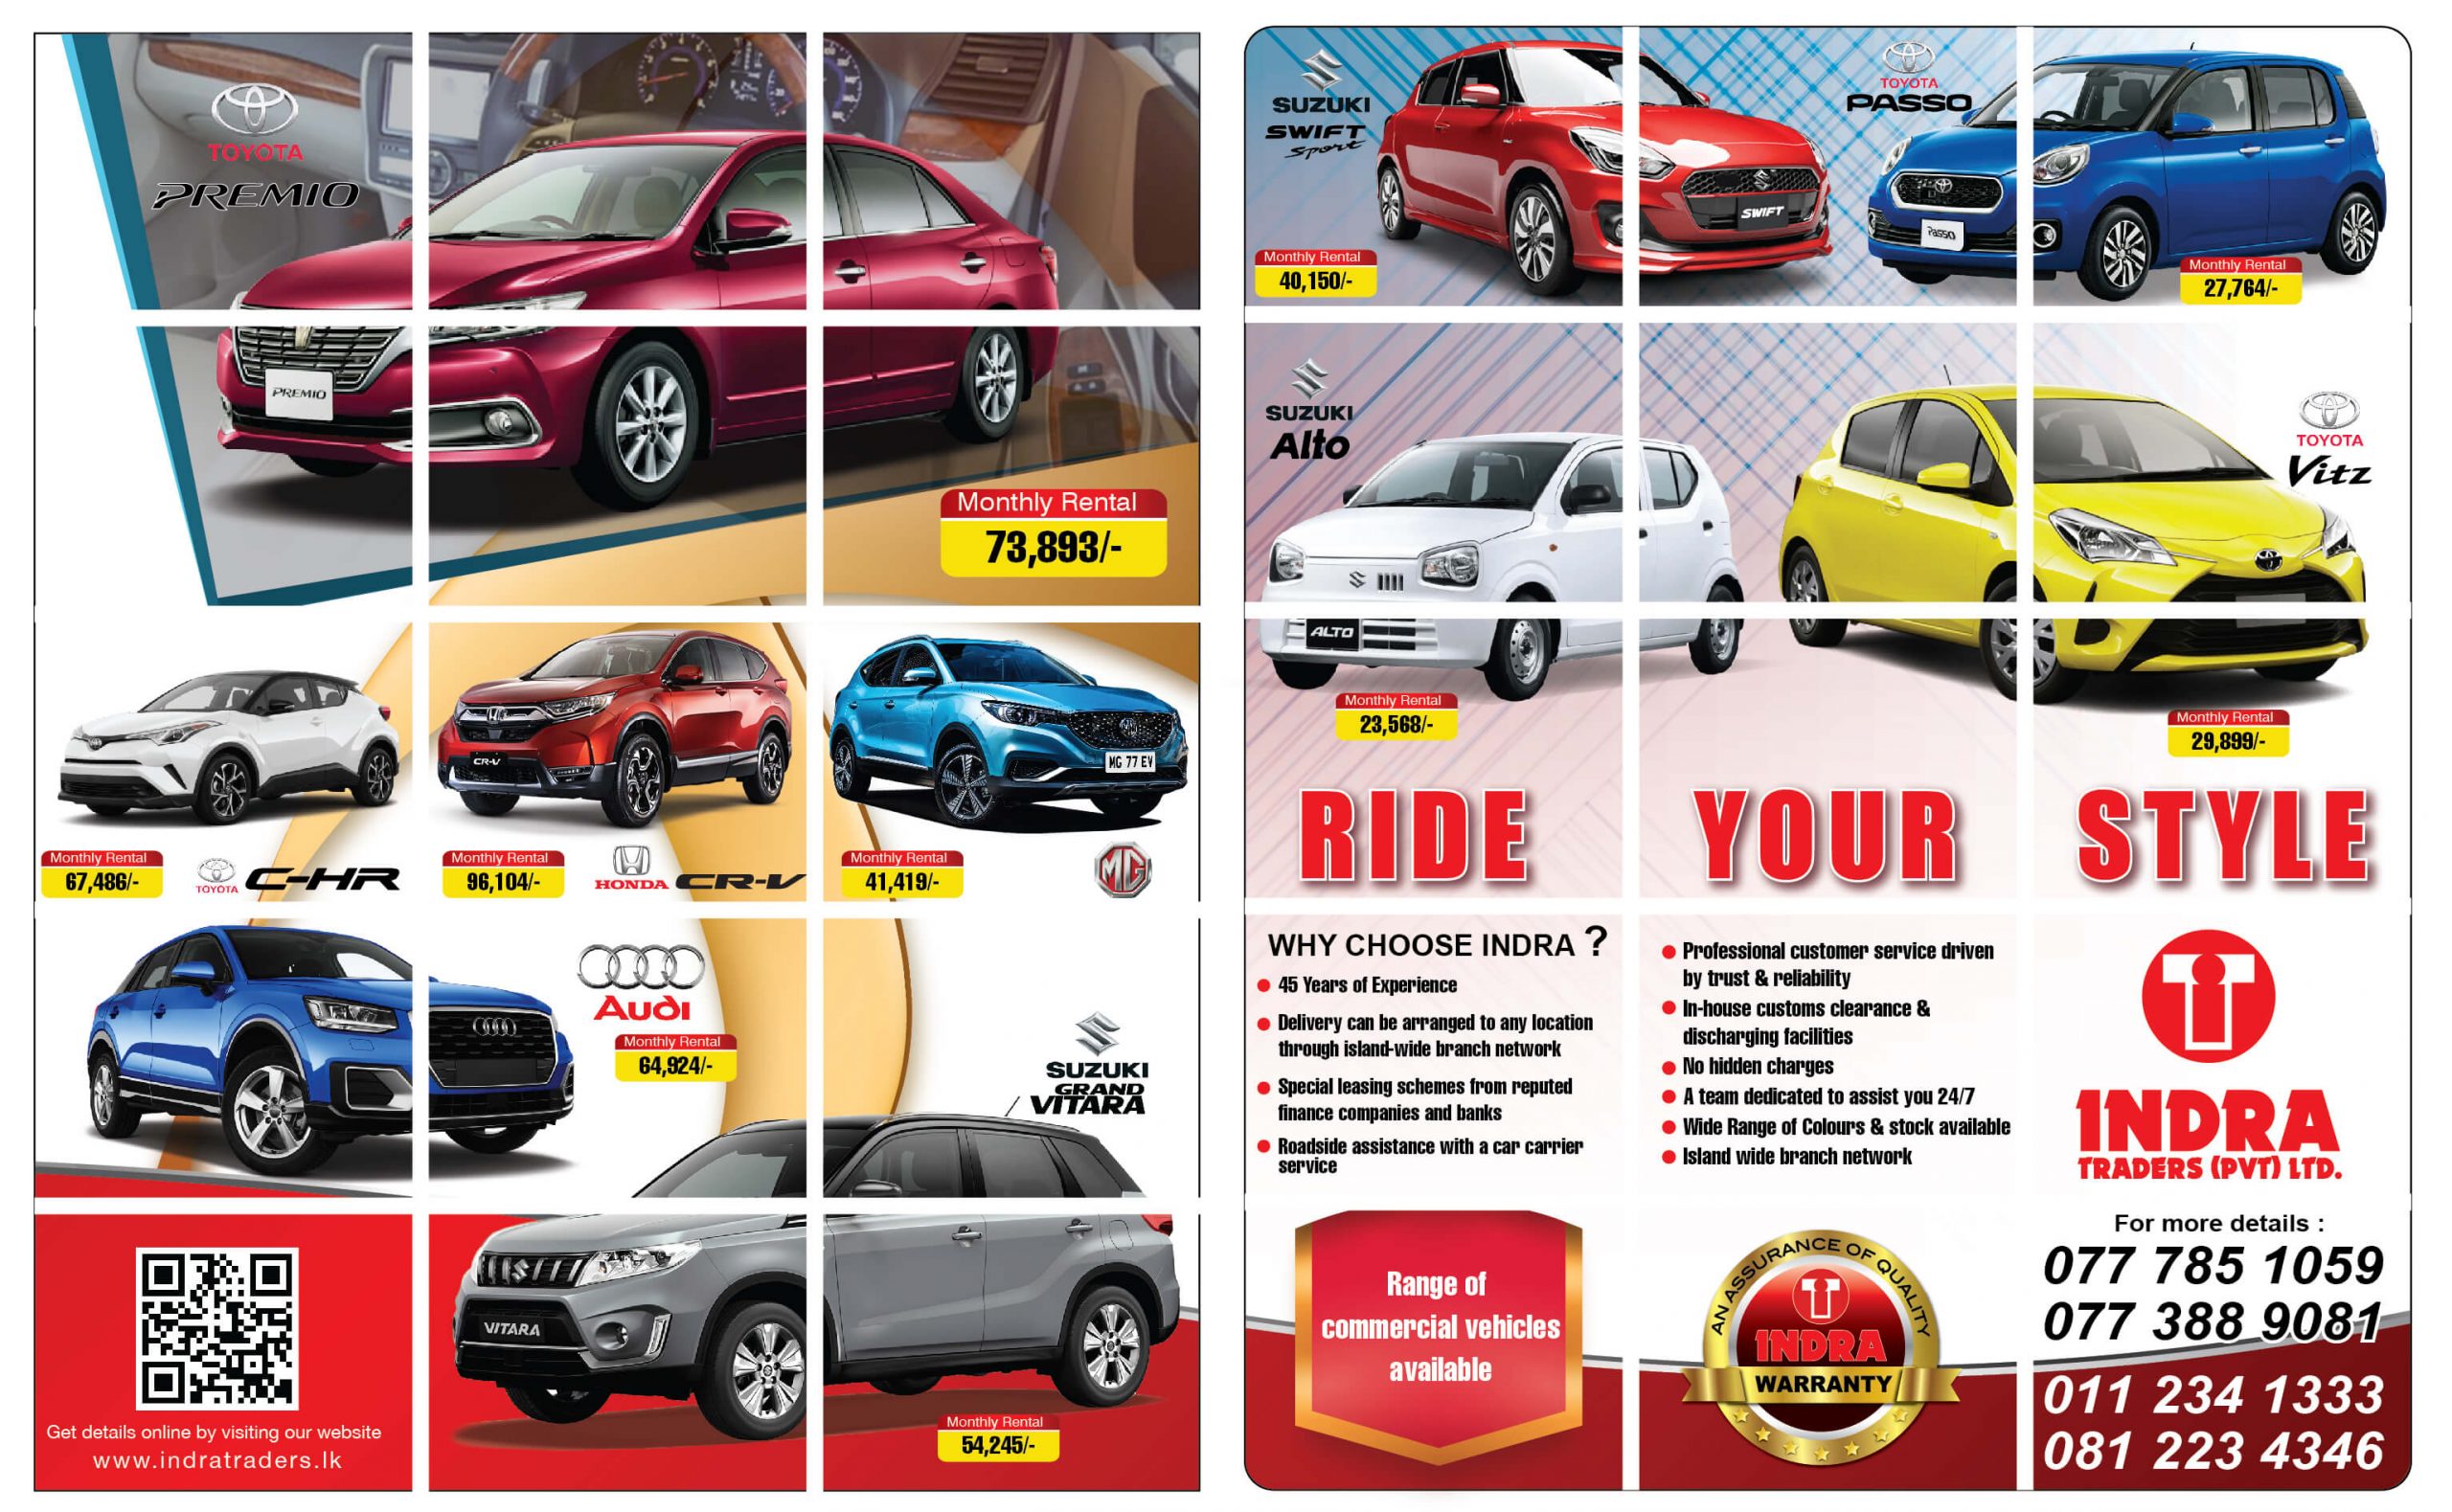 TOYOTA
PREMIO
PREMIO
Monthly Rental
73,893/-
CR-V
MG 77 EV
Monthly Rental
67,486/-
TOYOTA C-HR
Monthly Rental
96,104/-
HONDA CR-V
Monthly Rental
41,419/-
MG
Audi
Monthly Rental
64,924/-
SUZUKI
GRAND
VITARA
VITARA
Monthly Rental
54,245/-
Get details online by visiting our website
www.indratraders.lk
SUZUKI
SWIFT
Sport
SWIFT
Monthly Rental
40,150/-
TOYOTA
PASSO
Passo
Monthly Rental
27,764/-
SUZUKI
Alto
ALTO
Monthly Rental
23,568/-
TOYOTA
Vitz
Monthly Rental
29,899/-
RIDE YOUR STYLE
WHY CHOOSE INDRA ?
● 45 Years of Experience
● Delivery can be arranged to any location
through island-wide branch network
● Special leasing schemes from reputed
finance companies and banks
● Roadside assistance with a car carrier
service
● Professional customer service driven
by trust & reliability
● In-house customs clearance &
discharging facilities
● No hidden charges
● A team dedicated to assist you 24/7
● Wide Range of Colours & stock available
● Island wide branch network
INDRA
TRADERS (PVT) LTD.
Range of
commercial vehicles
available
AN ASSURANCE OF QUALITY
INDRA
WARRANTY
For more details :
077 785 1059
077 388 9081
011 234 1333
081 223 4346